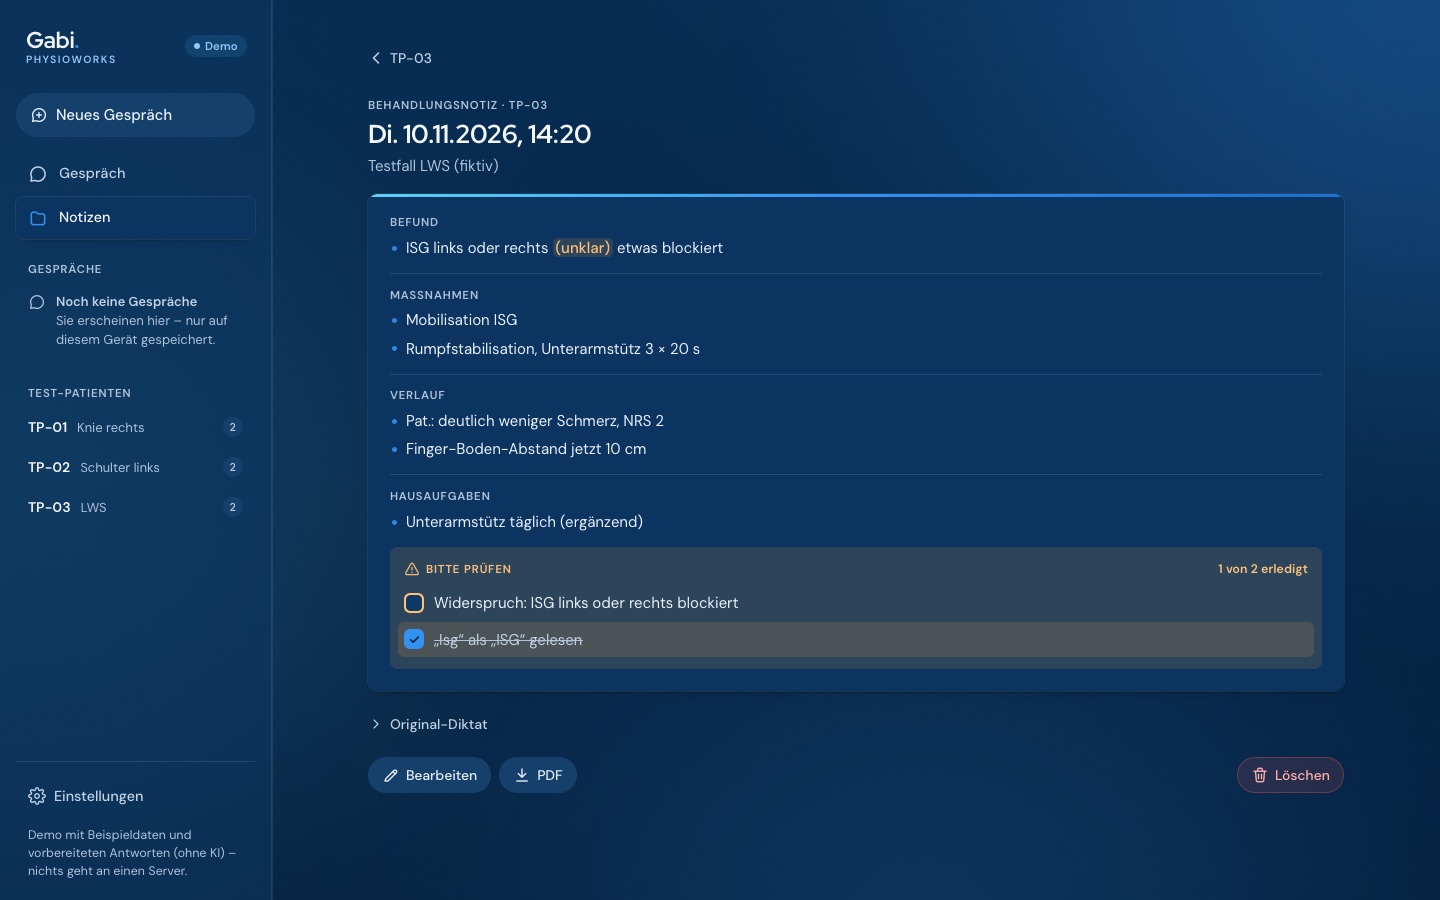 Gabi.
PHYSIOWORKS
Demo
Neues Gespräch
Gespräch
Notizen
GESPRÄCHE
Noch keine Gespräche
Sie erscheinen hier – nur auf
diesem Gerät gespeichert.
TEST-PATIENTEN
TP-01 Knie rechts 2
TP-02 Schulter links 2
TP-03 LWS 2
Einstellungen
Demo mit Beispieldaten und
vorbereiteten Antworten (ohne KI) –
nichts geht an einen Server.
TP-03
BEHANDLUNGSNOTIZ · TP-03
Di. 10.11.2026, 14:20
Testfall LWS (fiktiv)
BEFUND
• ISG links oder rechts (unklar) etwas blockiert
MASSNAHMEN
• Mobilisation ISG
• Rumpfstabilisation, Unterarmstütz 3 × 20 s
VERLAUF
• Pat.: deutlich weniger Schmerz, NRS 2
• Finger-Boden-Abstand jetzt 10 cm
HAUSAUFGABEN
• Unterarmstütz täglich (ergänzend)
BITTE PRÜFEN 1 von 2 erledigt
Widerspruch: ISG links oder rechts blockiert
„Isg“ als „ISG“ gelesen
Original-Diktat
Bearbeiten
PDF
Löschen